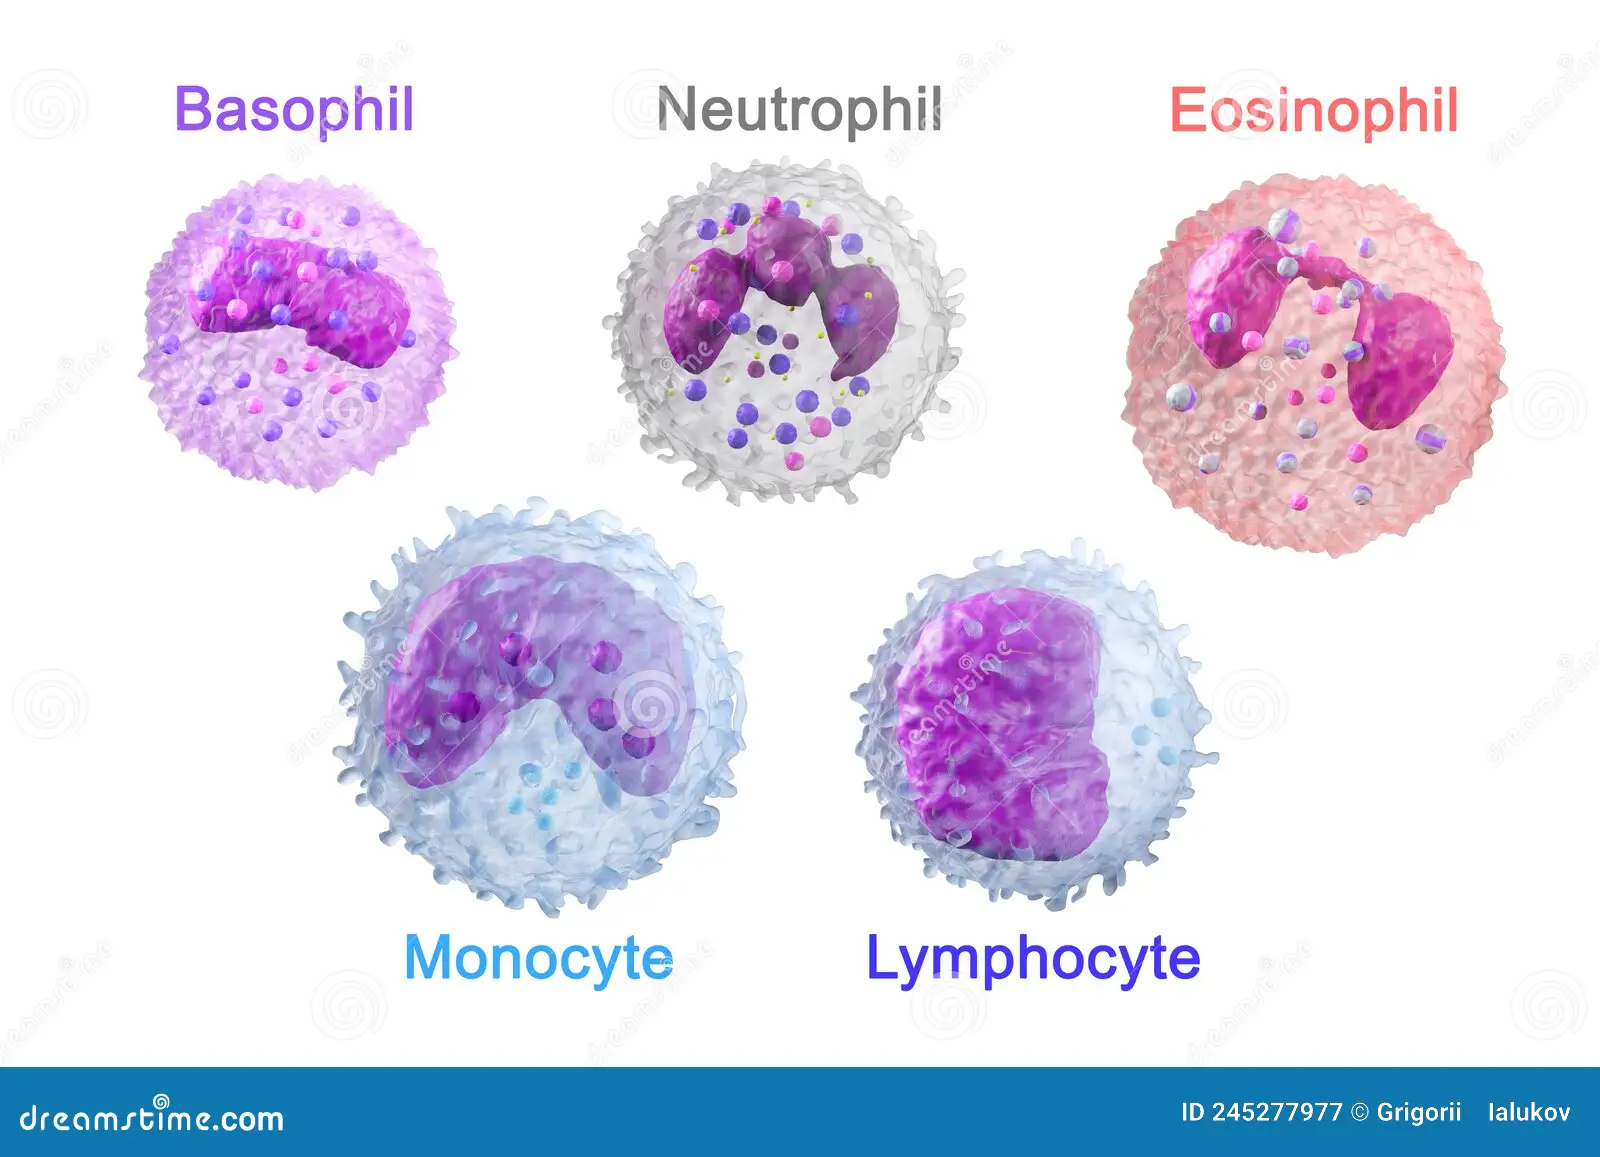 Basophil
Neutrophil
Eosinophil
Monocyte
Lymphocyte
dreamstime.com
ID 245277977 © Grigorii Ialukov